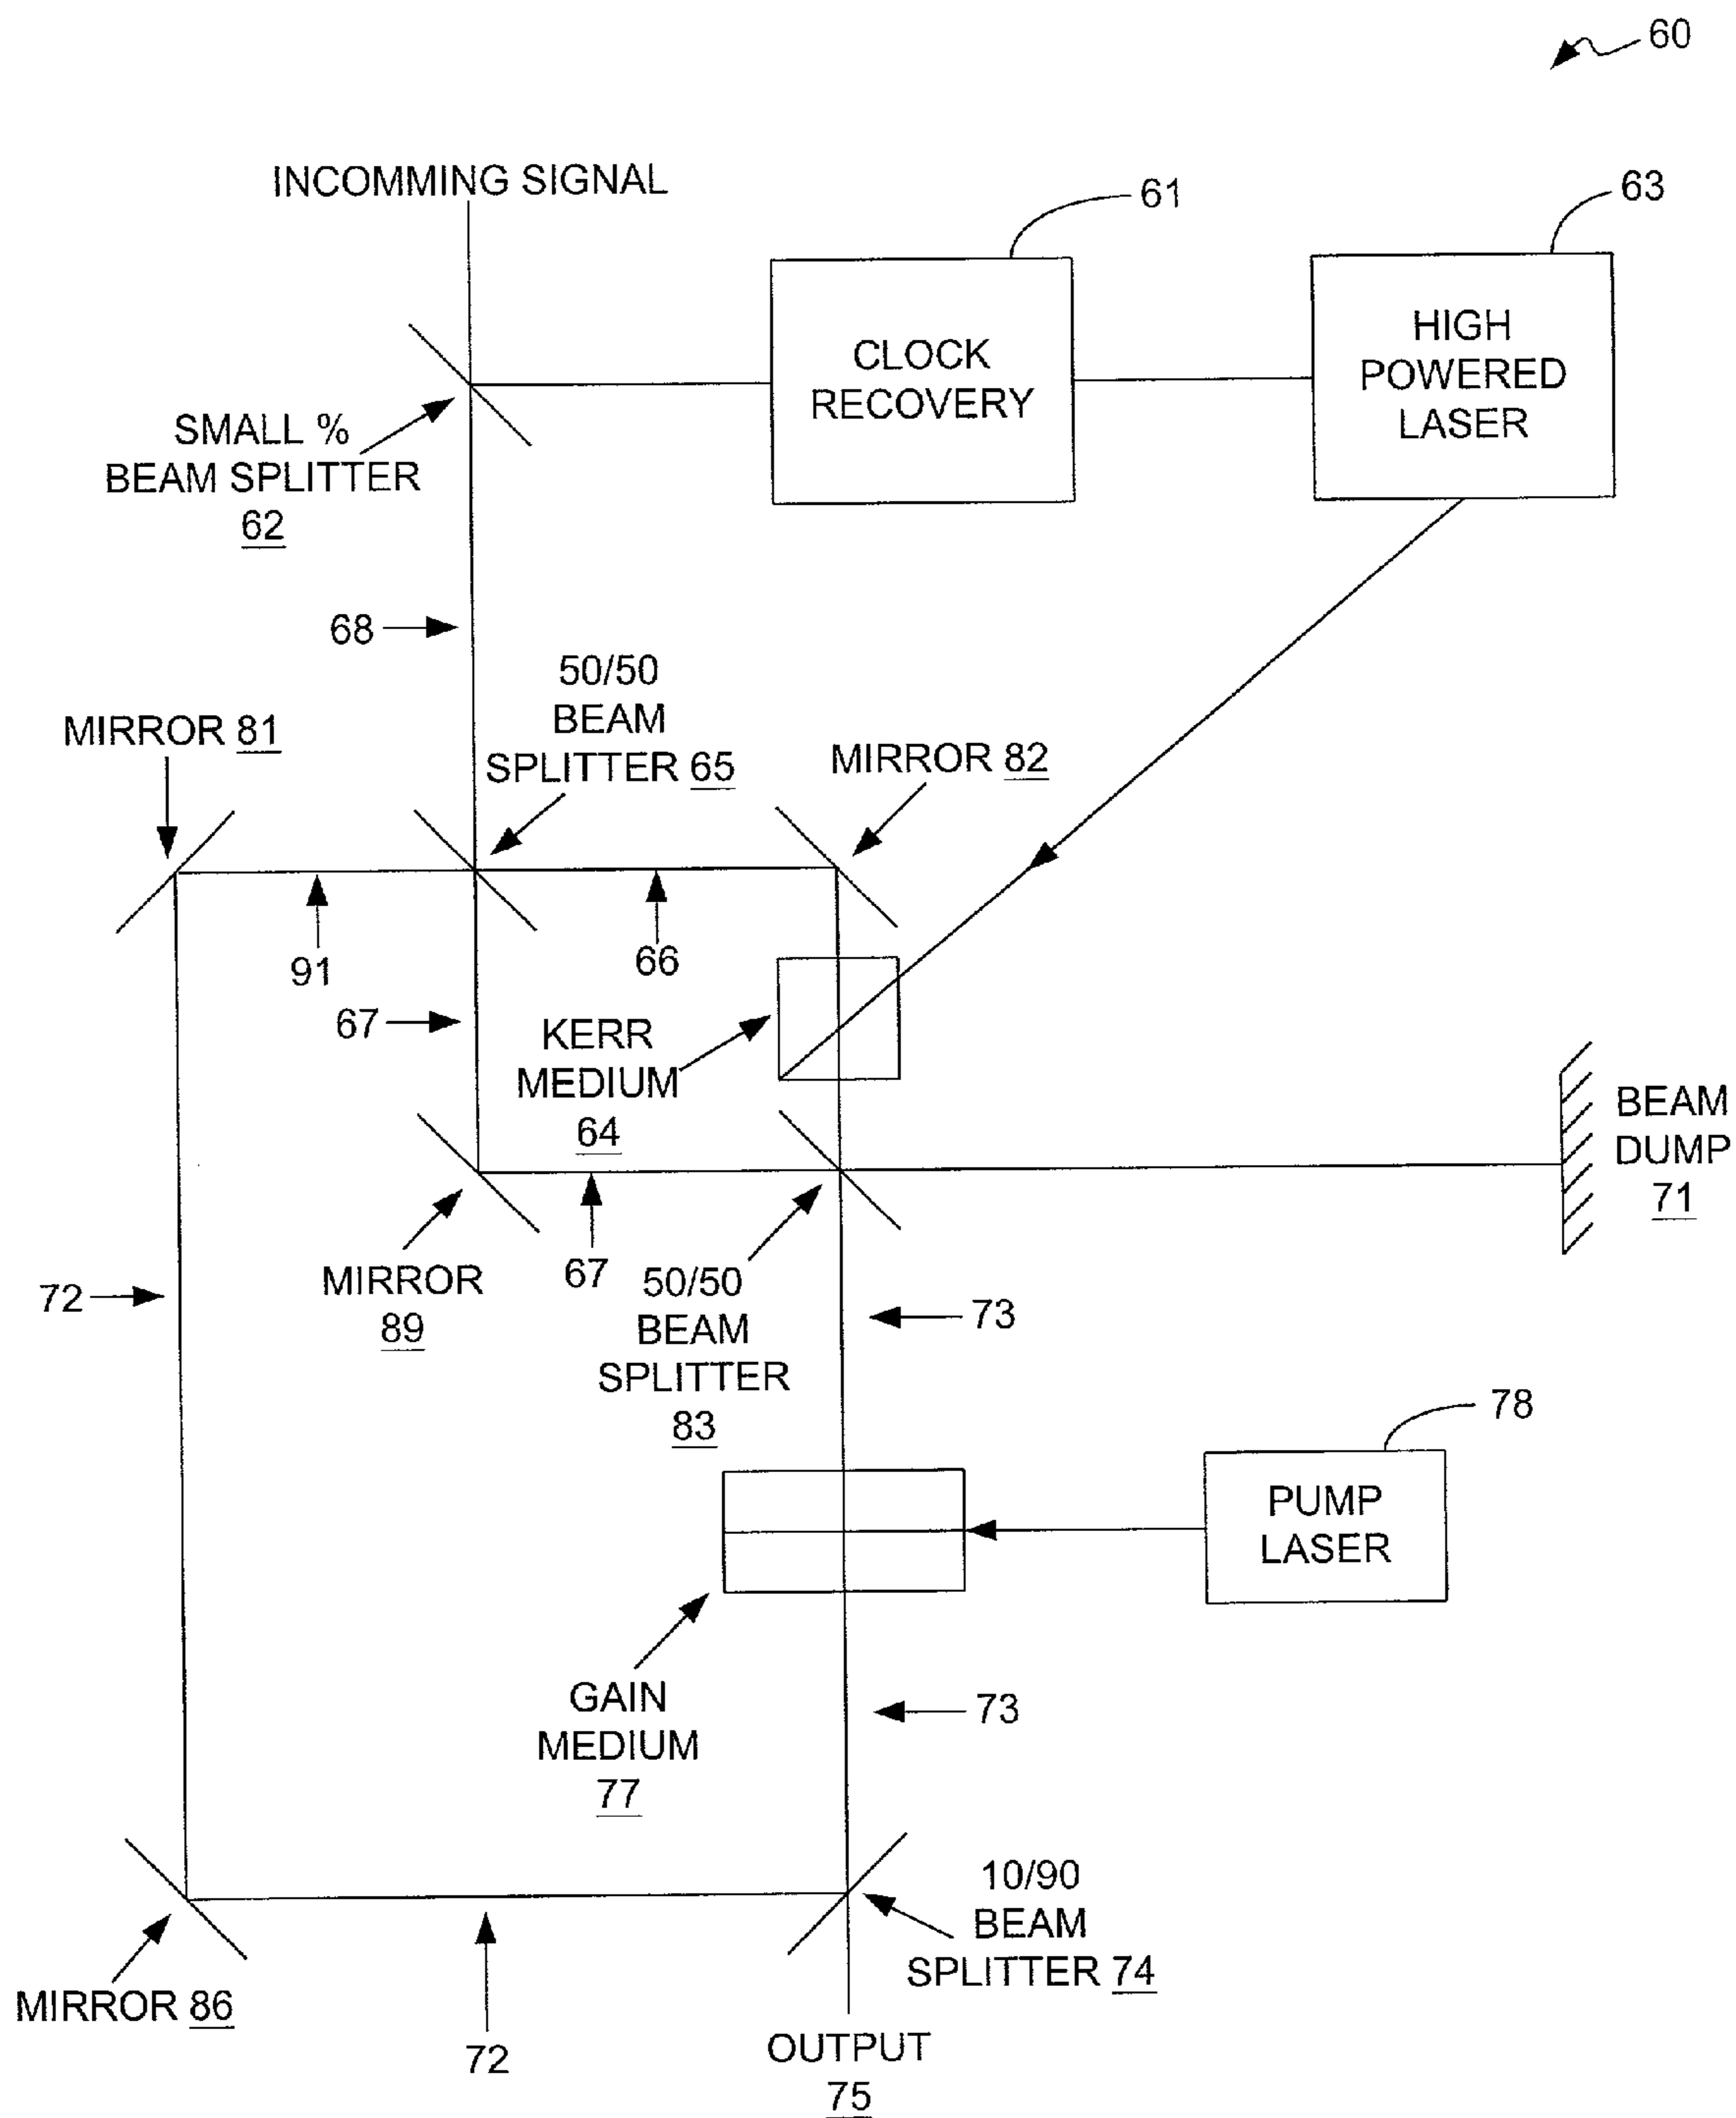 60
INCOMMING SIGNAL
61
63
CLOCK
RECOVERY
HIGH
POWERED
LASER
SMALL %
BEAM SPLITTER
62
68
50/50
BEAM
SPLITTER 65
MIRROR 81
MIRROR 82
91
66
67
KERR
MEDIUM
64
BEAM
DUMP
71
MIRROR
89
67
50/50
BEAM
SPLITTER
83
72
73
78
PUMP
LASER
GAIN
MEDIUM
77
73
10/90
BEAM
SPLITTER 74
MIRROR 86
72
OUTPUT
75